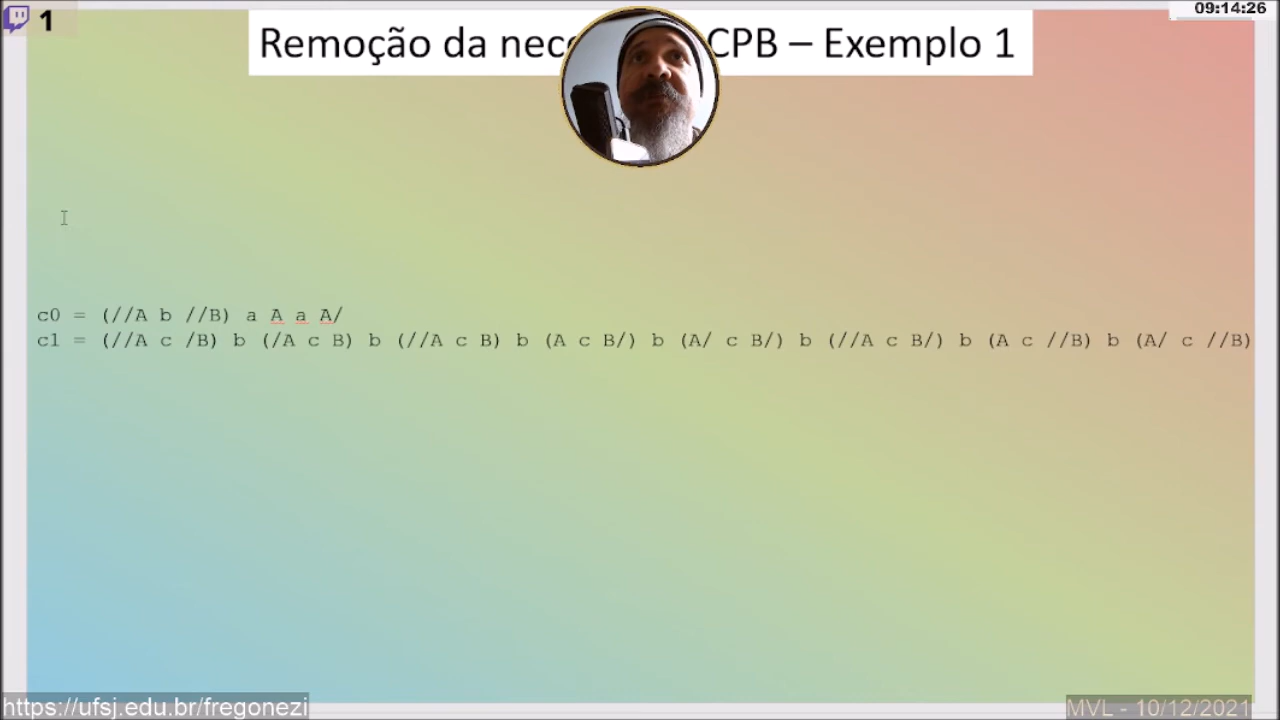 1
09:14:26
Remoção da CPB – Exemplo 1
c0 = (//A b //B) a A a A/
c1 = (//A c /B) b (/A c B) b (//A c B) b (A c B/) b (A/ c B/) b (//A c B/) b (A c //B) b (A/ c //B)
https://ufsj.edu.br/fregonezi
MVL - 10/12/2021